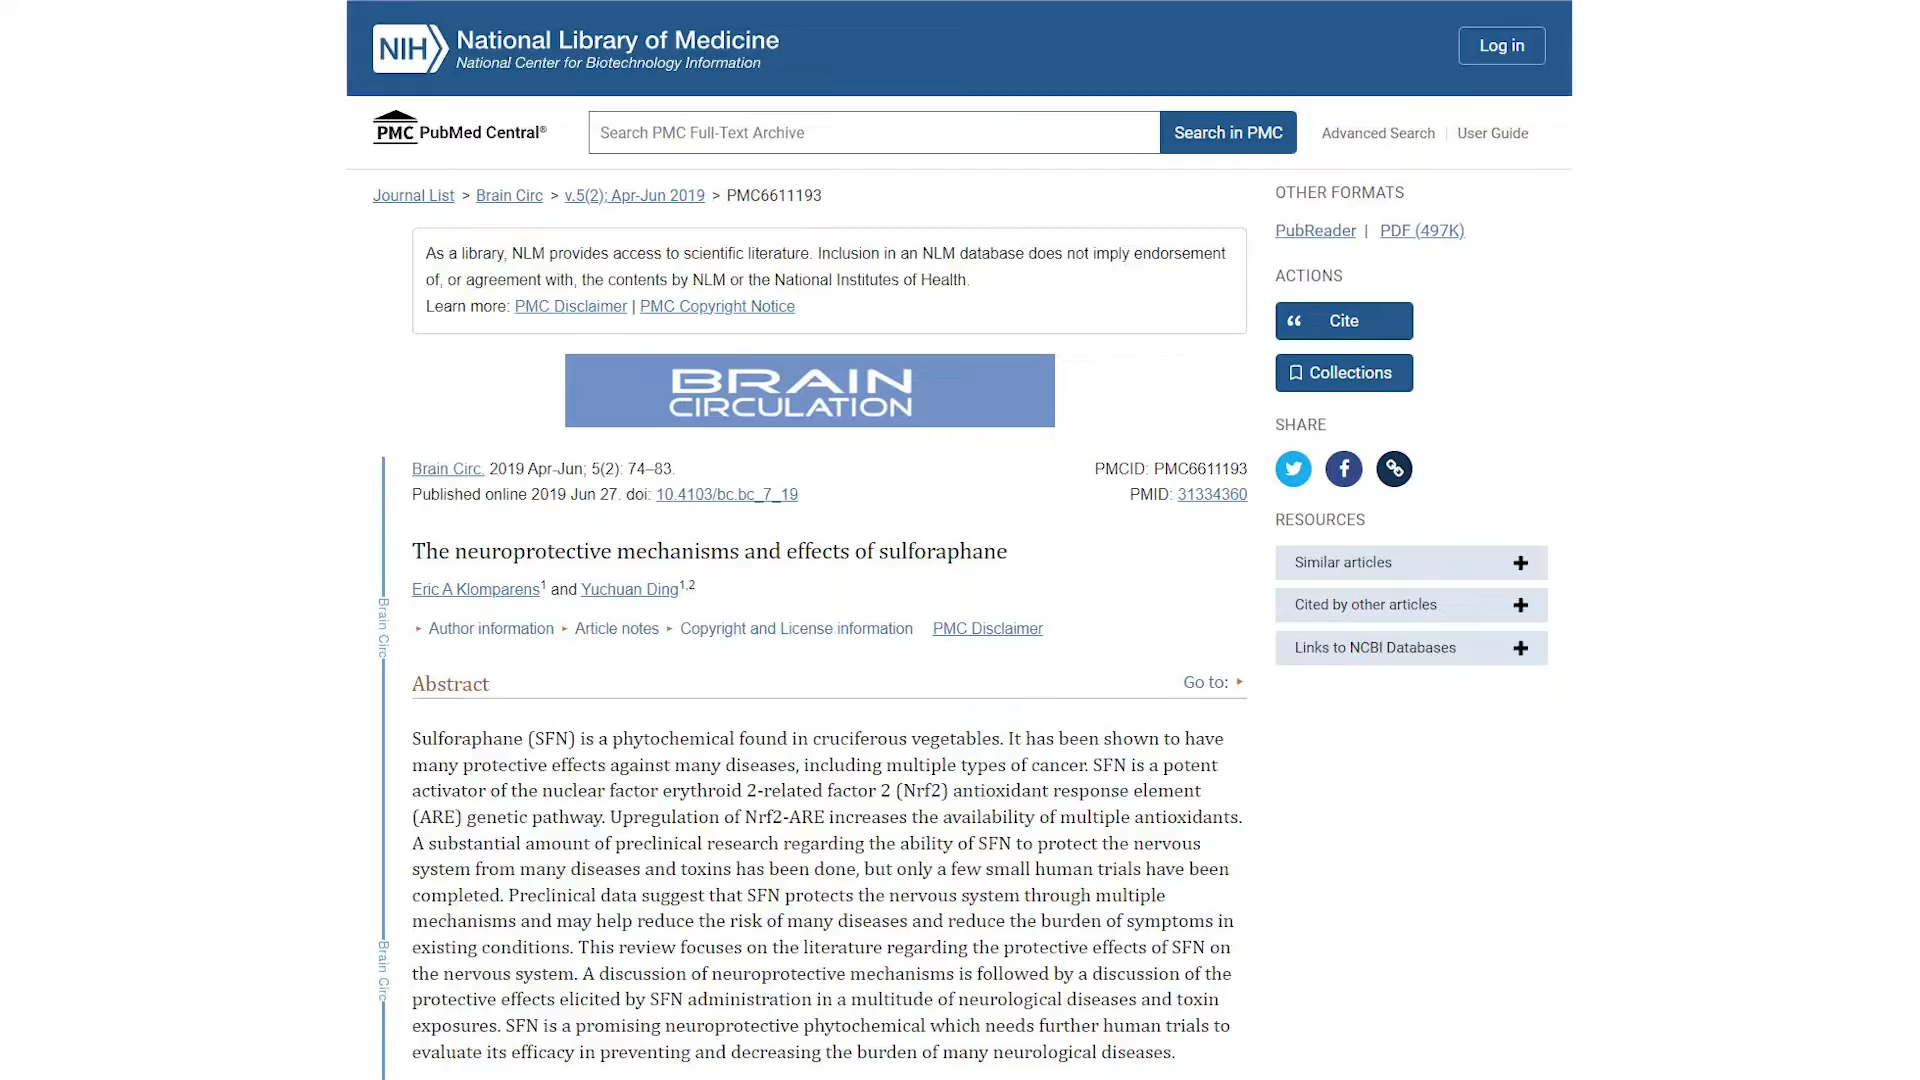 NIH National Library of Medicine
National Center for Biotechnology Information
Log in
PMC PubMed Central®
Search PMC Full-Text Archive
Search in PMC
Advanced Search
User Guide
Journal List > Brain Circ > v.5(2); Apr-Jun 2019 > PMC6611193
As a library, NLM provides access to scientific literature. Inclusion in an NLM database does not imply endorsement
of, or agreement with, the contents by NLM or the National Institutes of Health.
Learn more: PMC Disclaimer | PMC Copyright Notice
BRAIN
CIRCULATION
Brain Circ. 2019 Apr-Jun; 5(2): 74–83.
PMCID: PMC6611193
Published online 2019 Jun 27. doi: 10.4103/bc.bc_7_19
PMID: 31334360
The neuroprotective mechanisms and effects of sulforaphane
Eric A Klomparens1 and Yuchuan Ding1,2
Author information
Article notes
Copyright and License information
PMC Disclaimer
Abstract
Go to:
Sulforaphane (SFN) is a phytochemical found in cruciferous vegetables. It has been shown to have
many protective effects against many diseases, including multiple types of cancer. SFN is a potent
activator of the nuclear factor erythroid 2-related factor 2 (Nrf2) antioxidant response element
(ARE) genetic pathway. Upregulation of Nrf2-ARE increases the availability of multiple antioxidants.
A substantial amount of preclinical research regarding the ability of SFN to protect the nervous
system from many diseases and toxins has been done, but only a few small human trials have been
completed. Preclinical data suggest that SFN protects the nervous system through multiple
mechanisms and may help reduce the risk of many diseases and reduce the burden of symptoms in
existing conditions. This review focuses on the literature regarding the protective effects of SFN on
the nervous system. A discussion of neuroprotective mechanisms is followed by a discussion of the
protective effects elicited by SFN administration in a multitude of neurological diseases and toxin
exposures. SFN is a promising neuroprotective phytochemical which needs further human trials to
evaluate its efficacy in preventing and decreasing the burden of many neurological diseases.
Brain Circ
Brain Circ
OTHER FORMATS
PubReader | PDF (497K)
ACTIONS
Cite
Collections
SHARE
RESOURCES
Similar articles
Cited by other articles
Links to NCBI Databases